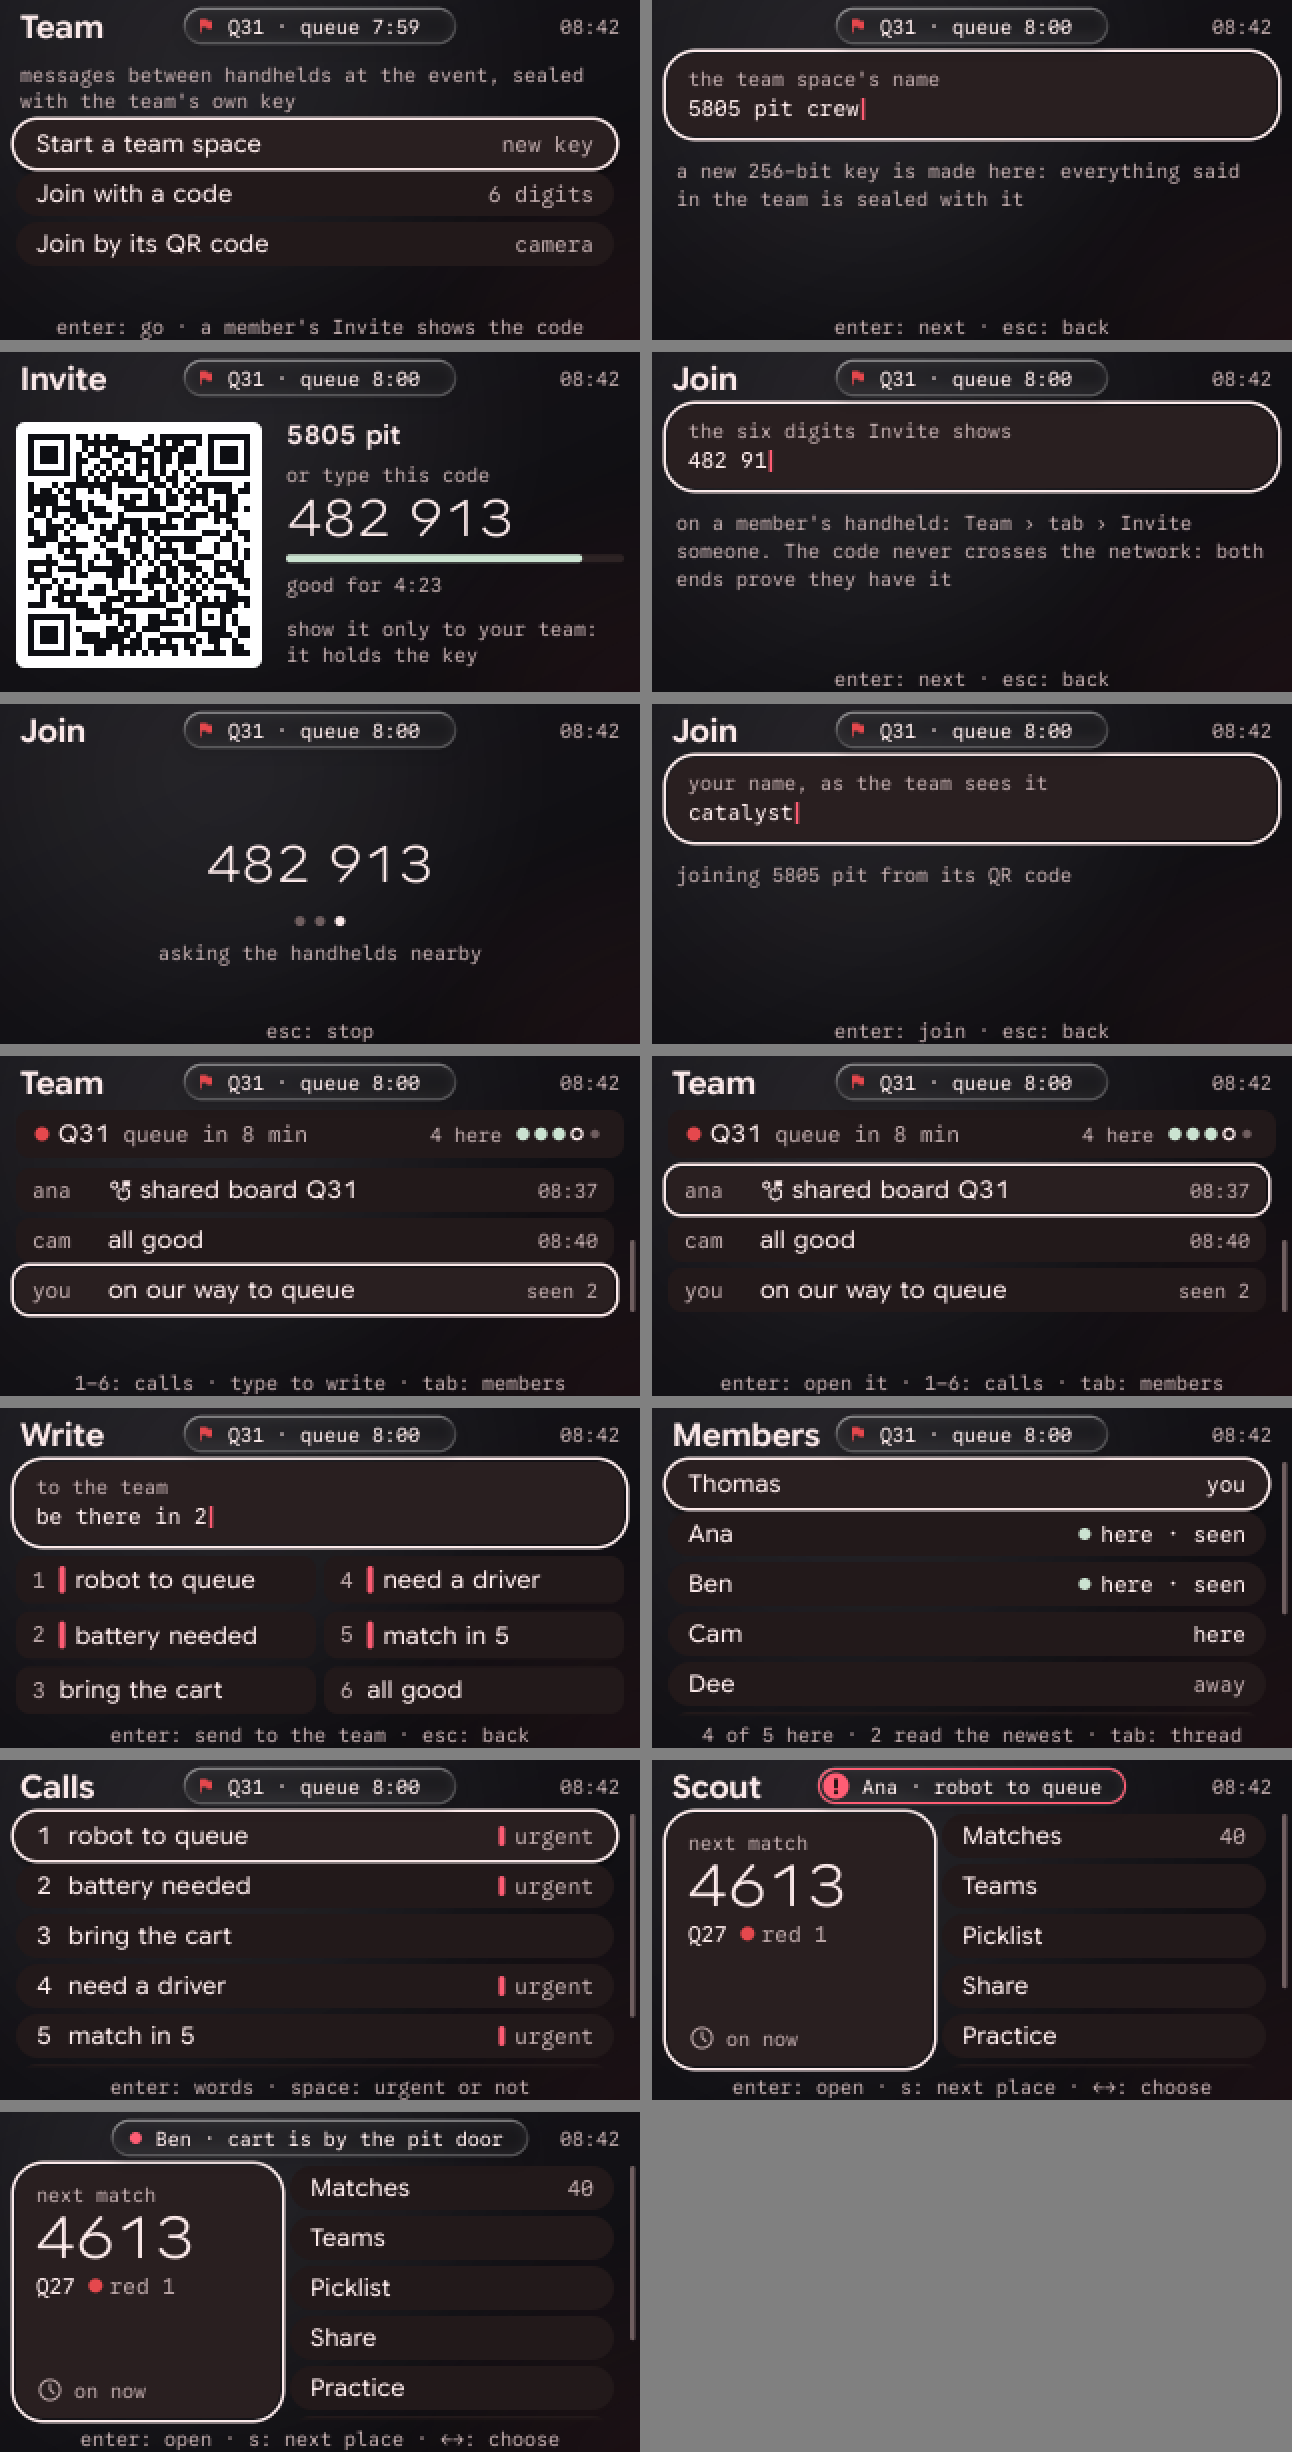 Team
Q31 · queue 7:59
08:42
messages between handhelds at the event, sealed
with the team's own key
Start a team space
new key
Join with a code
6 digits
Join by its QR code
camera
enter: go · a member's Invite shows the code
Q31 · queue 8:00
08:42
the team space's name
5805 pit crew
a new 256-bit key is made here: everything said
in the team is sealed with it
enter: next · esc: back
Invite
Q31 · queue 8:00
08:42
5805 pit
or type this code
482 913
good for 4:23
show it only to your team:
it holds the key
Join
Q31 · queue 8:00
08:42
the six digits Invite shows
482 91
on a member's handheld: Team › tab › Invite
someone. The code never crosses the network: both
ends prove they have it
enter: next · esc: back
Join
Q31 · queue 8:00
08:42
482 913
asking the handhelds nearby
esc: stop
Join
Q31 · queue 8:00
08:42
your name, as the team sees it
catalyst
joining 5805 pit from its QR code
enter: join · esc: back
Team
Q31 · queue 8:00
08:42
Q31 queue in 8 min
4 here
ana shared board Q31 08:37
cam all good 08:40
you on our way to queue seen 2
1-6: calls · type to write · tab: members
Team
Q31 · queue 8:00
08:42
Q31 queue in 8 min
4 here
ana shared board Q31 08:37
cam all good 08:40
you on our way to queue seen 2
enter: open it · 1-6: calls · tab: members
Write
Q31 · queue 8:00
08:42
to the team
be there in 2
1 robot to queue
4 need a driver
2 battery needed
5 match in 5
3 bring the cart
6 all good
enter: send to the team · esc: back
Members
Q31 · queue 8:00
08:42
Thomas
you
Ana
here · seen
Ben
here · seen
Cam
here
Dee
away
4 of 5 here · 2 read the newest · tab: thread
Calls
Q31 · queue 8:00
08:42
1 robot to queue
urgent
2 battery needed
urgent
3 bring the cart
4 need a driver
urgent
5 match in 5
urgent
enter: words · space: urgent or not
Scout
! Ana · robot to queue
08:42
next match
4613
Q27 red 1
on now
Matches
40
Teams
Picklist
Share
Practice
enter: open · s: next place · ↔: choose
Ben · cart is by the pit door
08:42
next match
4613
Q27 red 1
on now
Matches
40
Teams
Picklist
Share
Practice
enter: open · s: next place · ↔: choose